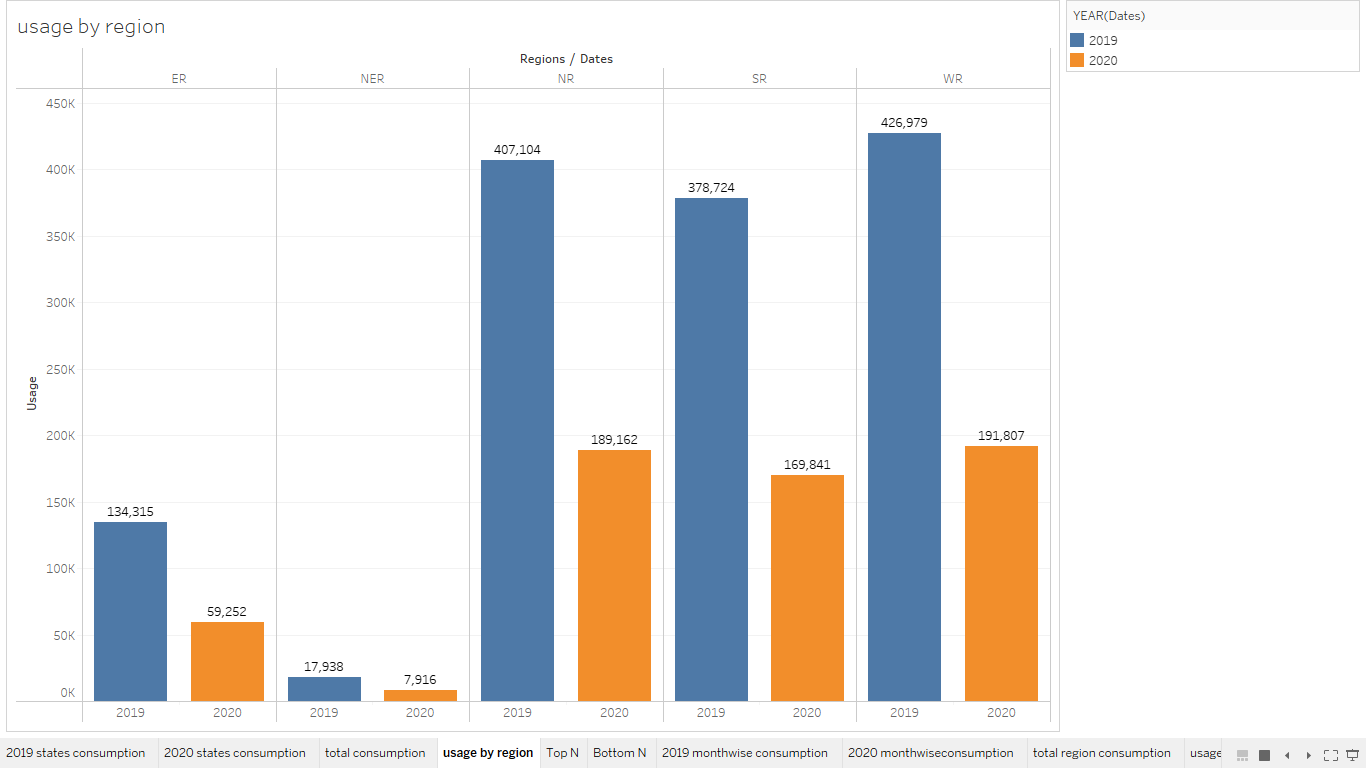 usage by region
YEAR(Dates)
2019
2020
Regions / Dates
ER NER NR SR WR
450K
400K
350K
300K
250K
200K
150K
100K
50K
0K
Usage
134,315
59,252
17,938
7,916
407,104
189,162
378,724
169,841
426,979
191,807
2019 2020 2019 2020 2019 2020 2019 2020 2019 2020
2019 states consumption 2020 states consumption total consumption usage by region Top N Bottom N 2019 monthwise consumption 2020 monthwiseconsumption total region consumption usage